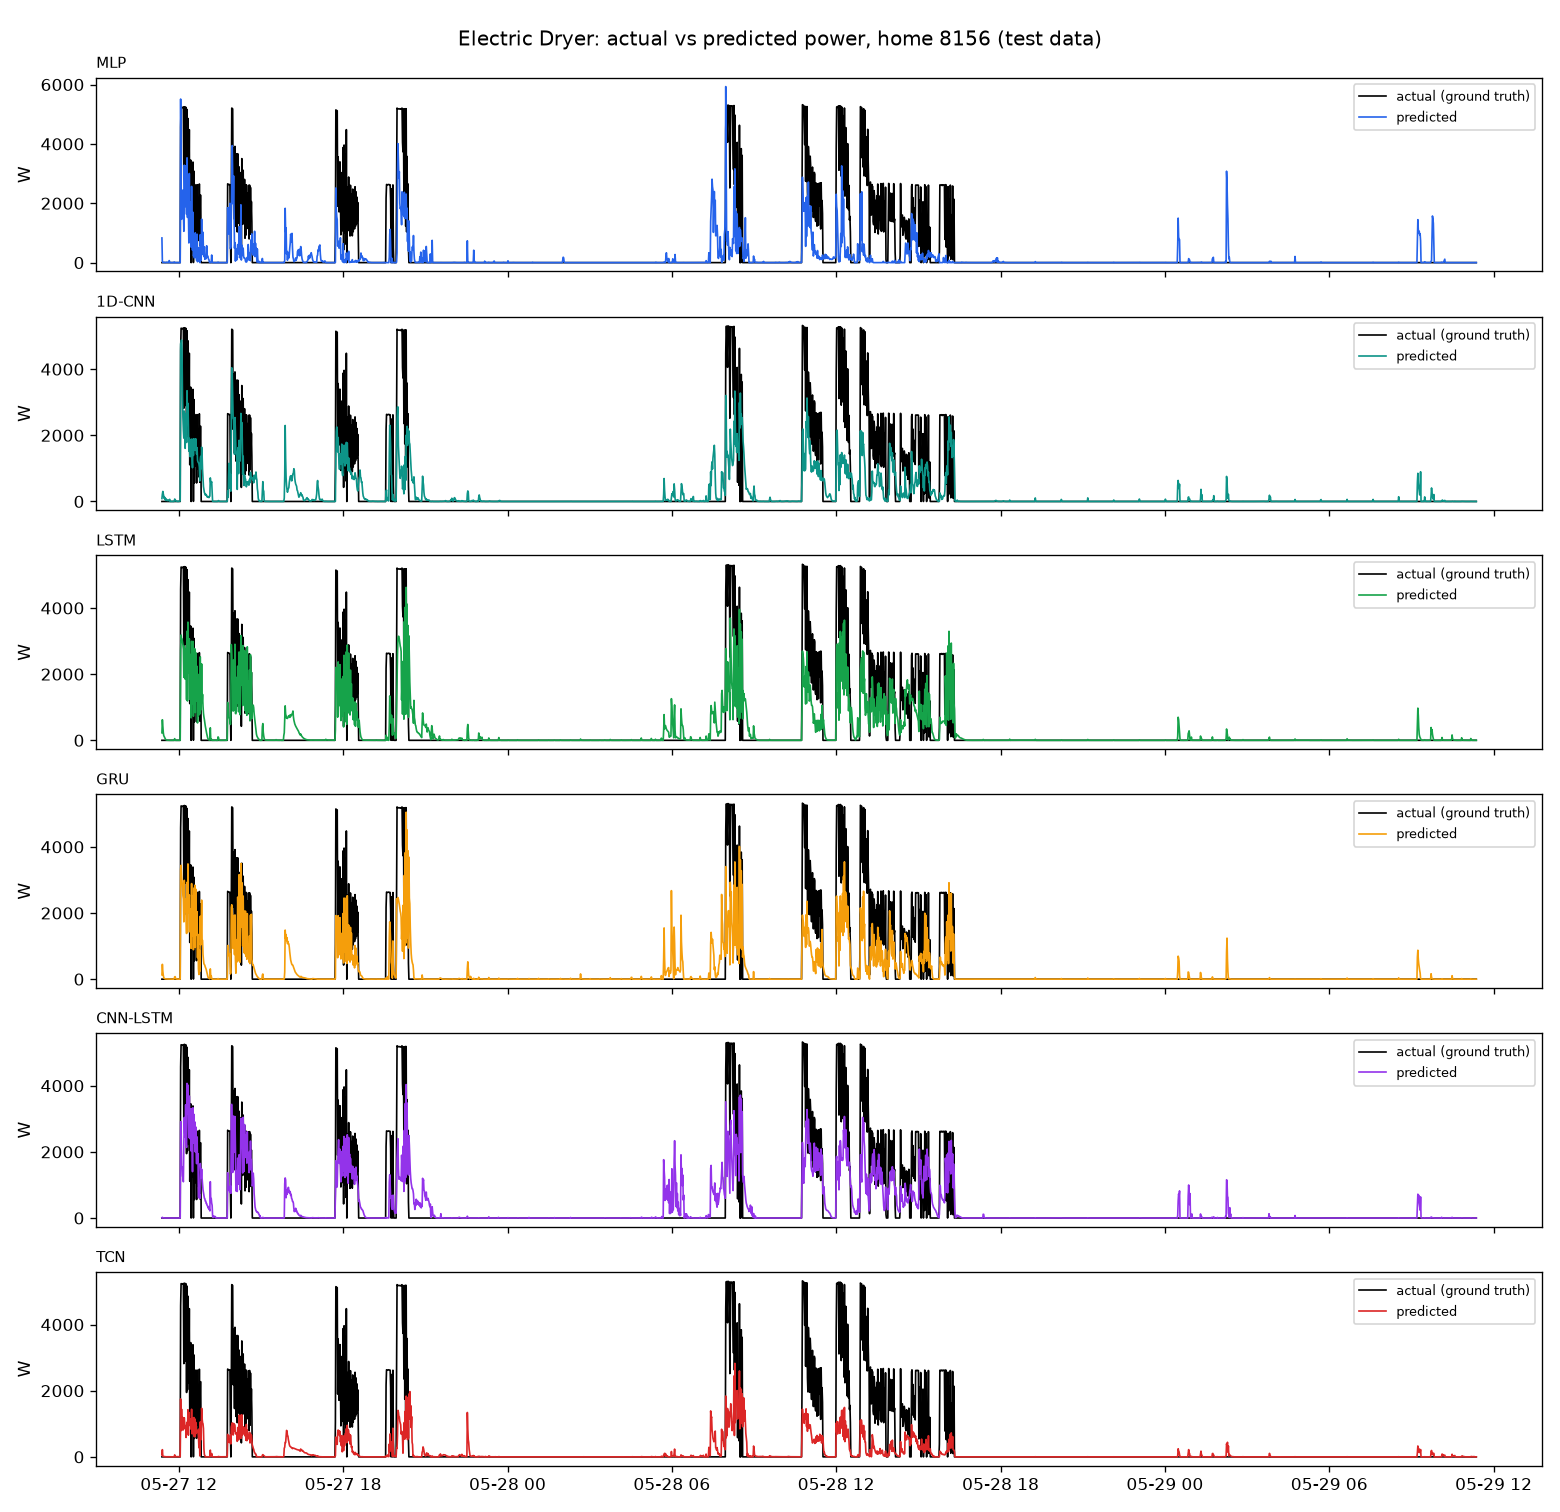 Electric Dryer: actual vs predicted power, home 8156 (test data)
MLP
6000
4000
2000
0
W
actual (ground truth)
predicted
1D-CNN
4000
2000
0
W
actual (ground truth)
predicted
LSTM
4000
2000
0
W
actual (ground truth)
predicted
GRU
4000
2000
0
W
actual (ground truth)
predicted
CNN-LSTM
4000
2000
0
W
actual (ground truth)
predicted
TCN
4000
2000
0
W
actual (ground truth)
predicted
05-27 12 05-27 18 05-28 00 05-28 06 05-28 12 05-28 18 05-29 00 05-29 06 05-29 12